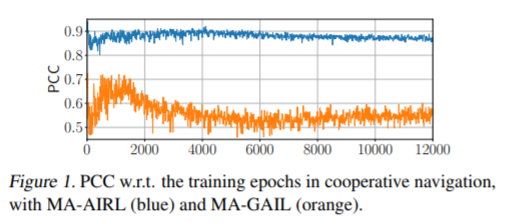 0.9
0.8
0.7
0.6
0.5
PCC
0 2000 4000 6000 8000 10000 12000
Figure 1. PCC w.r.t. the training epochs in cooperative navigation,
with MA-AIRL (blue) and MA-GAIL (orange).